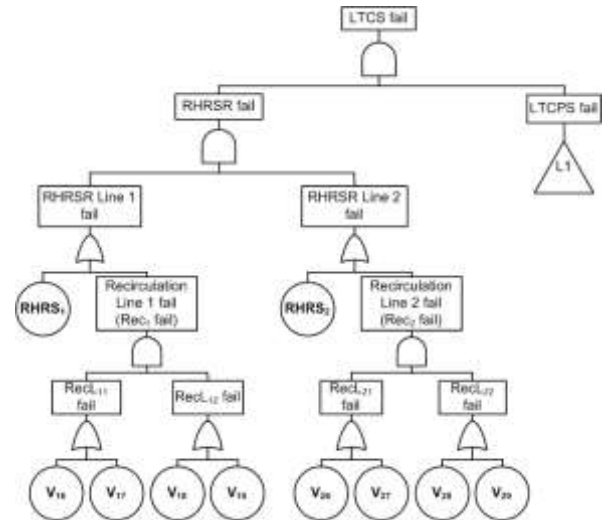 LTCS fail
RHRSR fail
LTCPS fail
L1
RHRSR Line 1
fail
RHRSR Line 2
fail
RHRS₁
Recirculation
Line 1 fail
(Rec₁ fail)
RHRS₂
Recirculation
Line 2 fail
(Rec₂ fail)
RecL₁₁
fail
RecL₁₂ fail
RecL₂₁
fail
RecL₂₂
fail
V₁₆
V₁₇
V₁₈
V₁₉
V₂₆
V₂₇
V₂₈
V₂₉